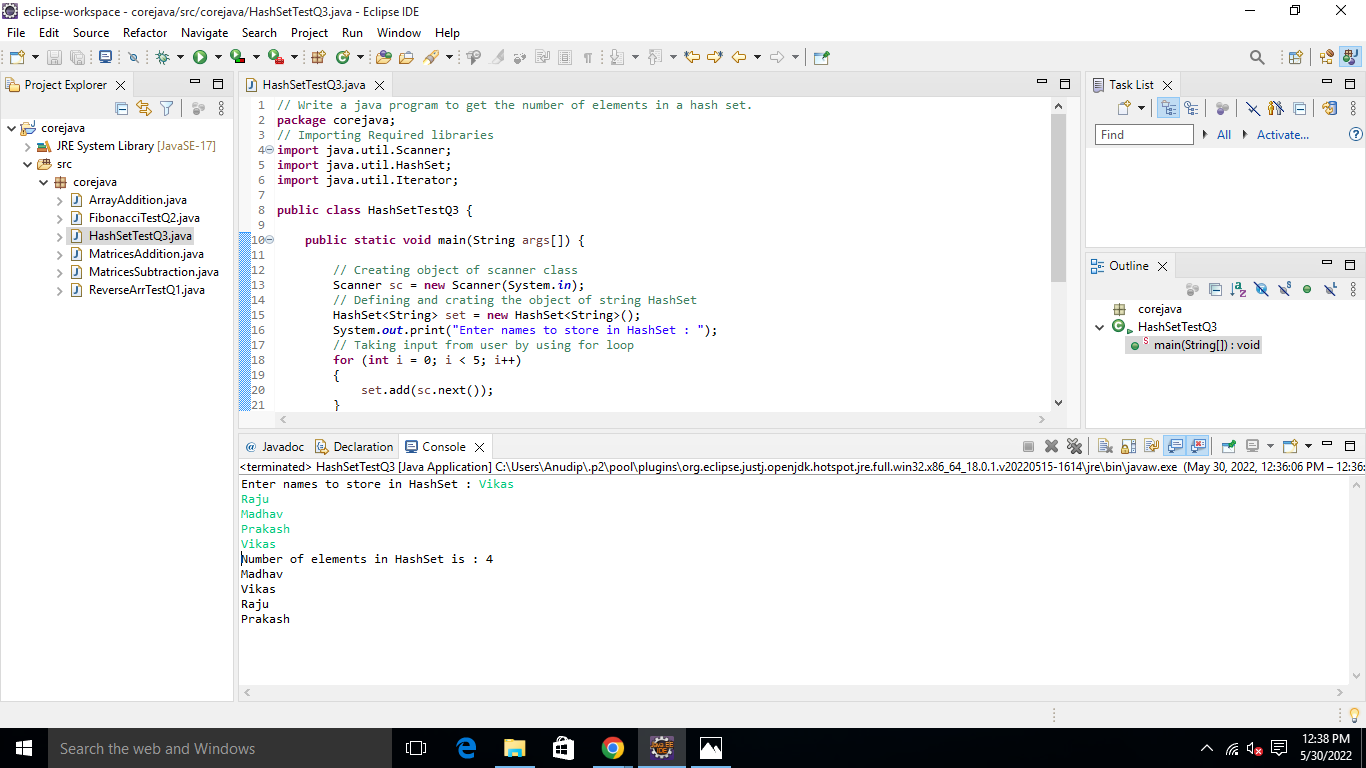 eclipse-workspace - corejava/src/corejava/HashSetTestQ3.java - Eclipse IDE
File Edit Source Refactor Navigate Search Project Run Window Help
Project Explorer
corejava
JRE System Library [JavaSE-17]
src
corejava
ArrayAddition.java
FibonacciTestQ2.java
HashSetTestQ3.java
MatricesAddition.java
MatricesSubtraction.java
ReverseArrTestQ1.java
HashSetTestQ3.java
1 // Write a java program to get the number of elements in a hash set.
2 package corejava;
3 // Importing Required libraries
4 import java.util.Scanner;
5 import java.util.HashSet;
6 import java.util.Iterator;
7
8 public class HashSetTestQ3 {
9
10 public static void main(String args[]) {
11
12 // Creating object of scanner class
13 Scanner sc = new Scanner(System.in);
14 // Defining and crating the object of string HashSet
15 HashSet<String> set = new HashSet<String>();
16 System.out.print("Enter names to store in HashSet : ");
17 // Taking input from user by using for loop
18 for (int i = 0; i < 5; i++)
19 {
20 set.add(sc.next());
21 }
Task List
Find All Activate...
Outline
corejava
HashSetTestQ3
main(String[]) : void
Javadoc Declaration Console
<terminated> HashSetTestQ3 [Java Application] C:\Users\Anudip\.p2\pool\plugins\org.eclipse.justj.openjdk.hotspot.jre.full.win32.x86_64_18.0.1.v20220515-1614\jre\bin\javaw.exe (May 30, 2022, 12:36:06 PM – 12:36:
Enter names to store in HashSet : Vikas
Raju
Madhav
Prakash
Vikas
Number of elements in HashSet is : 4
Madhav
Vikas
Raju
Prakash
Search the web and Windows
12:38 PM
5/30/2022